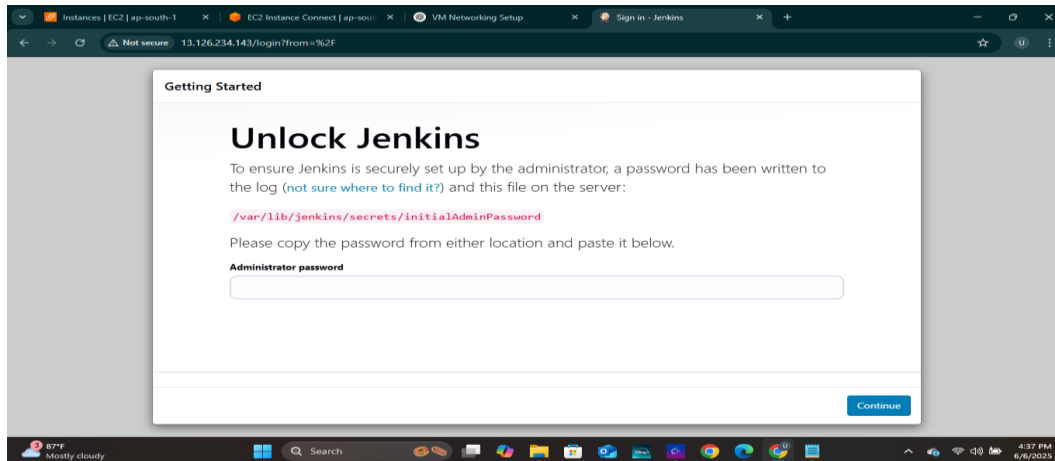 Instances | EC2 | ap-south-1
EC2 Instance Connect | ap-sout
VM Networking Setup
Sign in - Jenkins
Not secure 13.126.234.143/login?from=%2F
U
Getting Started
Unlock Jenkins
To ensure Jenkins is securely set up by the administrator, a password has been written to
the log (not sure where to find it?) and this file on the server:
/var/lib/jenkins/secrets/initialAdminPassword
Please copy the password from either location and paste it below.
Administrator password
Continue
3
87°F
Mostly cloudy
Search
4:37 PM
6/6/2025